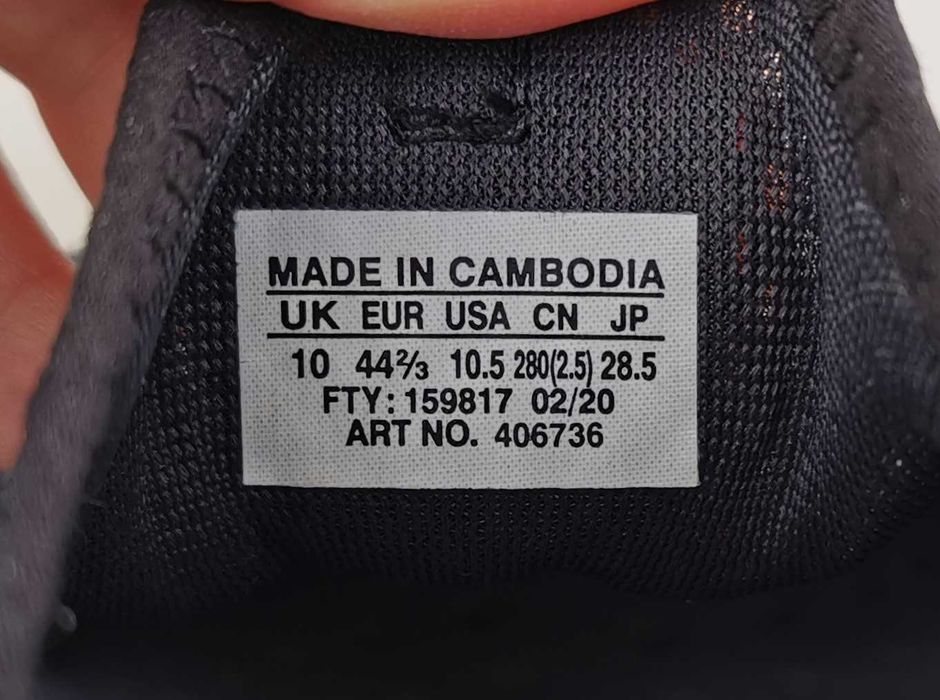 MADE IN CAMBODIA
UK EUR USA CN JP
10 44⅔ 10.5 280(2.5) 28.5
FTY: 159817 02/20
ART NO. 406736